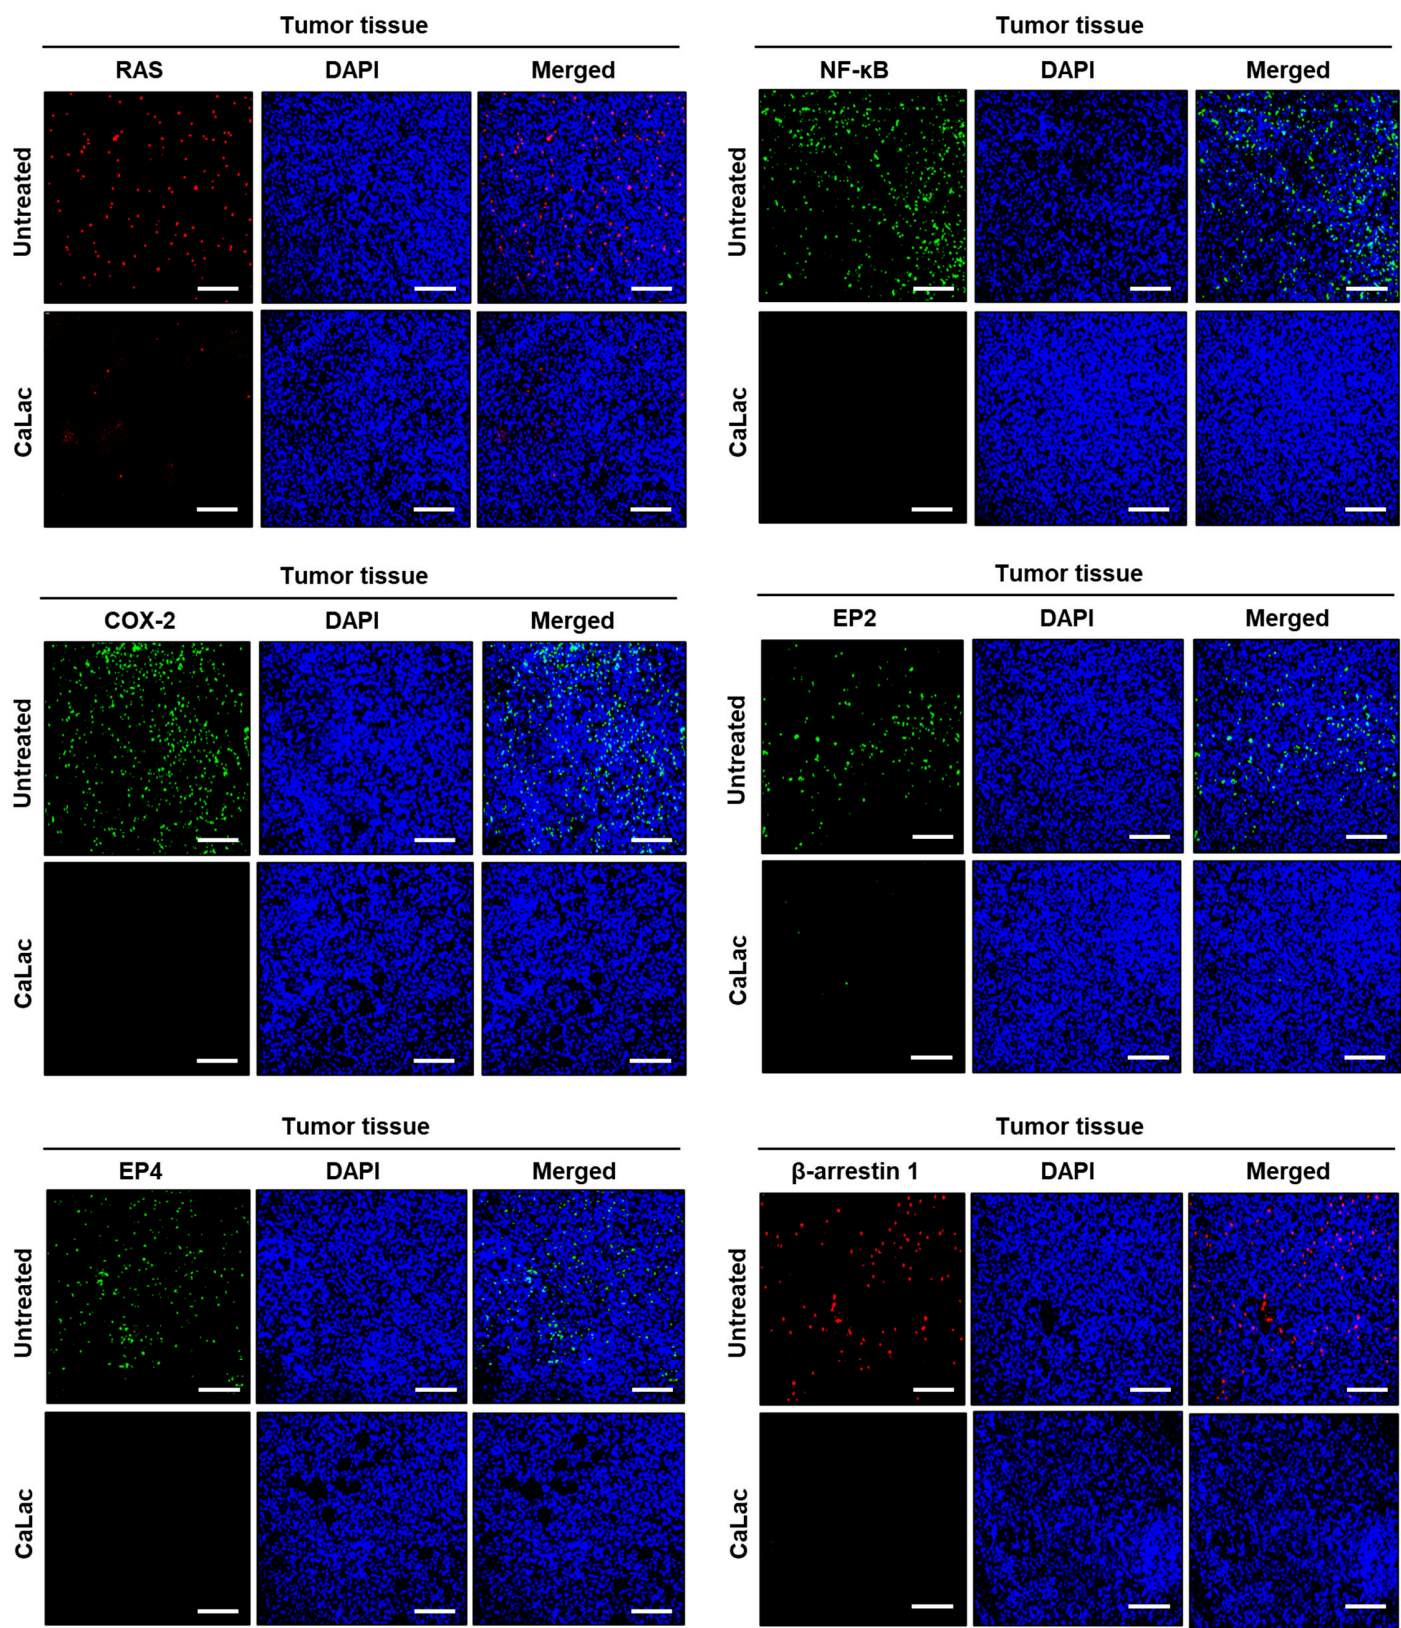 Tumor tissue
RAS DAPI Merged
Untreated
CaLac
Tumor tissue
NF-κB DAPI Merged
Untreated
CaLac
Tumor tissue
COX-2 DAPI Merged
Untreated
CaLac
Tumor tissue
EP2 DAPI Merged
Untreated
CaLac
Tumor tissue
EP4 DAPI Merged
Untreated
CaLac
Tumor tissue
β-arrestin 1 DAPI Merged
Untreated
CaLac